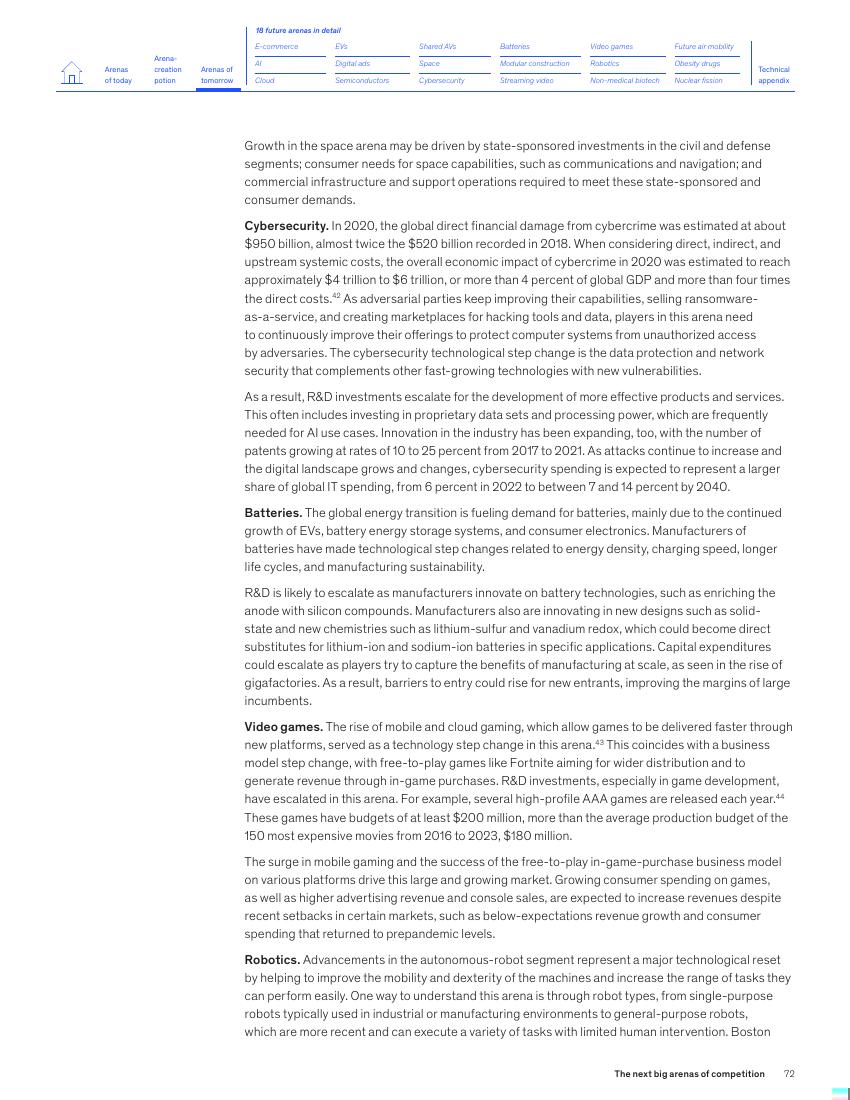 18 future arenas in detail
Arenas of today
Arena-creation potion
Arenas of tomorrow
E-commerce
EVs
Shared AVs
Batteries
Video games
Future air mobility
AI
Digital ads
Space
Modular construction
Robotics
Obesity drugs
Cloud
Semiconductors
Cybersecurity
Streaming video
Non-medical biotech
Nuclear fission
Technical appendix
Growth in the space arena may be driven by state-sponsored investments in the civil and defense
segments; consumer needs for space capabilities, such as communications and navigation; and
commercial infrastructure and support operations required to meet these state-sponsored and
consumer demands.
Cybersecurity. In 2020, the global direct financial damage from cybercrime was estimated at about
$950 billion, almost twice the $520 billion recorded in 2018. When considering direct, indirect, and
upstream systemic costs, the overall economic impact of cybercrime in 2020 was estimated to reach
approximately $4 trillion to $6 trillion, or more than 4 percent of global GDP and more than four times
the direct costs.42 As adversarial parties keep improving their capabilities, selling ransomware-
as-a-service, and creating marketplaces for hacking tools and data, players in this arena need
to continuously improve their offerings to protect computer systems from unauthorized access
by adversaries. The cybersecurity technological step change is the data protection and network
security that complements other fast-growing technologies with new vulnerabilities.
As a result, R&D investments escalate for the development of more effective products and services.
This often includes investing in proprietary data sets and processing power, which are frequently
needed for AI use cases. Innovation in the industry has been expanding, too, with the number of
patents growing at rates of 10 to 25 percent from 2017 to 2021. As attacks continue to increase and
the digital landscape grows and changes, cybersecurity spending is expected to represent a larger
share of global IT spending, from 6 percent in 2022 to between 7 and 14 percent by 2040.
Batteries. The global energy transition is fueling demand for batteries, mainly due to the continued
growth of EVs, battery energy storage systems, and consumer electronics. Manufacturers of
batteries have made technological step changes related to energy density, charging speed, longer
life cycles, and manufacturing sustainability.
R&D is likely to escalate as manufacturers innovate on battery technologies, such as enriching the
anode with silicon compounds. Manufacturers also are innovating in new designs such as solid-
state and new chemistries such as lithium-sulfur and vanadium redox, which could become direct
substitutes for lithium-ion and sodium-ion batteries in specific applications. Capital expenditures
could escalate as players try to capture the benefits of manufacturing at scale, as seen in the rise of
gigafactories. As a result, barriers to entry could rise for new entrants, improving the margins of large
incumbents.
Video games. The rise of mobile and cloud gaming, which allow games to be delivered faster through
new platforms, served as a technology step change in this arena.43 This coincides with a business
model step change, with free-to-play games like Fortnite aiming for wider distribution and to
generate revenue through in-game purchases. R&D investments, especially in game development,
have escalated in this arena. For example, several high-profile AAA games are released each year.44
These games have budgets of at least $200 million, more than the average production budget of the
150 most expensive movies from 2016 to 2023, $180 million.
The surge in mobile gaming and the success of the free-to-play in-game-purchase business model
on various platforms drive this large and growing market. Growing consumer spending on games,
as well as higher advertising revenue and console sales, are expected to increase revenues despite
recent setbacks in certain markets, such as below-expectations revenue growth and consumer
spending that returned to prepandemic levels.
Robotics. Advancements in the autonomous-robot segment represent a major technological reset
by helping to improve the mobility and dexterity of the machines and increase the range of tasks they
can perform easily. One way to understand this arena is through robot types, from single-purpose
robots typically used in industrial or manufacturing environments to general-purpose robots,
which are more recent and can execute a variety of tasks with limited human intervention. Boston
The next big arenas of competition 72